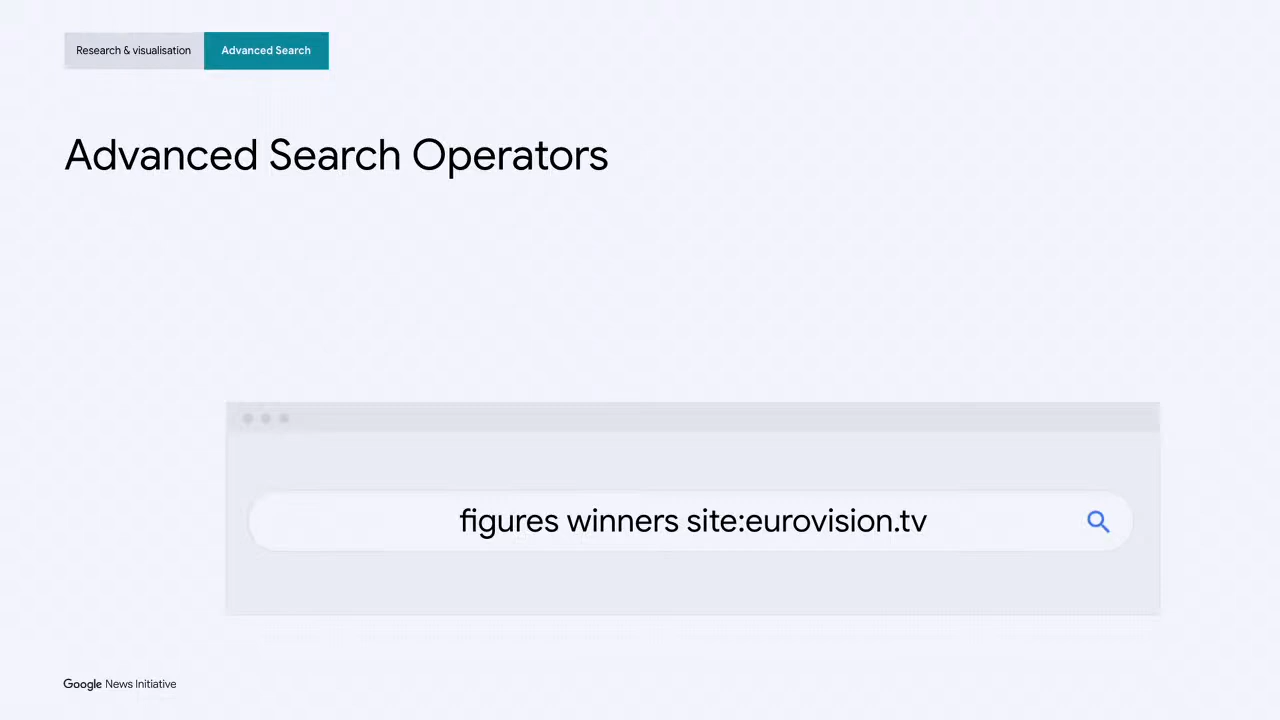 Research & visualisation
Advanced Search
Advanced Search Operators
figures winners site:eurovision.tv
Google News Initiative